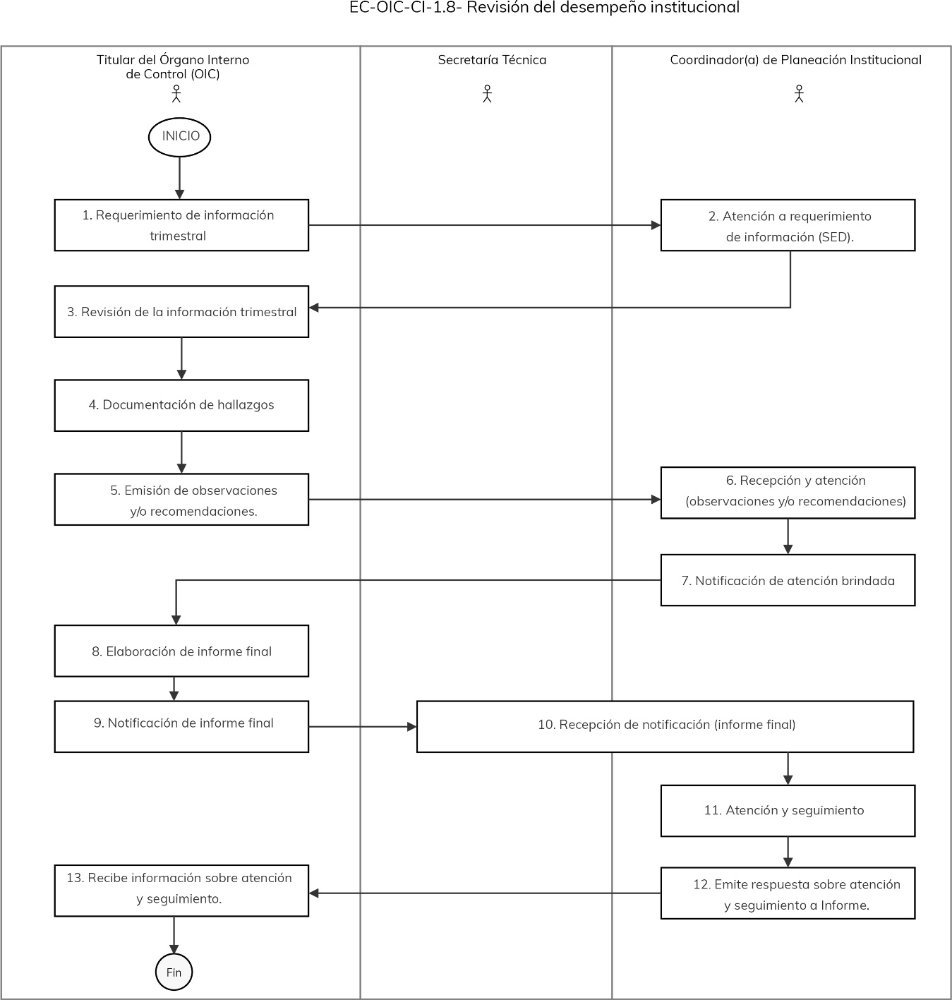 EC-OIC-CI-1.8- Revisión del desempeño institucional
Titular del Órgano Interno
de Control (OIC)
Secretaría Técnica
Coordinador(a) de Planeación Institucional
INICIO
1. Requerimiento de información
trimestral
2. Atención a requerimiento
de información (SED).
3. Revisión de la información trimestral
4. Documentación de hallazgos
5. Emisión de observaciones
y/o recomendaciones.
6. Recepción y atención
(observaciones y/o recomendaciones)
7. Notificación de atención brindada
8. Elaboración de informe final
9. Notificación de informe final
10. Recepción de notificación (informe final)
11. Atención y seguimiento
12. Emite respuesta sobre atención
y seguimiento a Informe.
13. Recibe información sobre atención
y seguimiento.
Fin